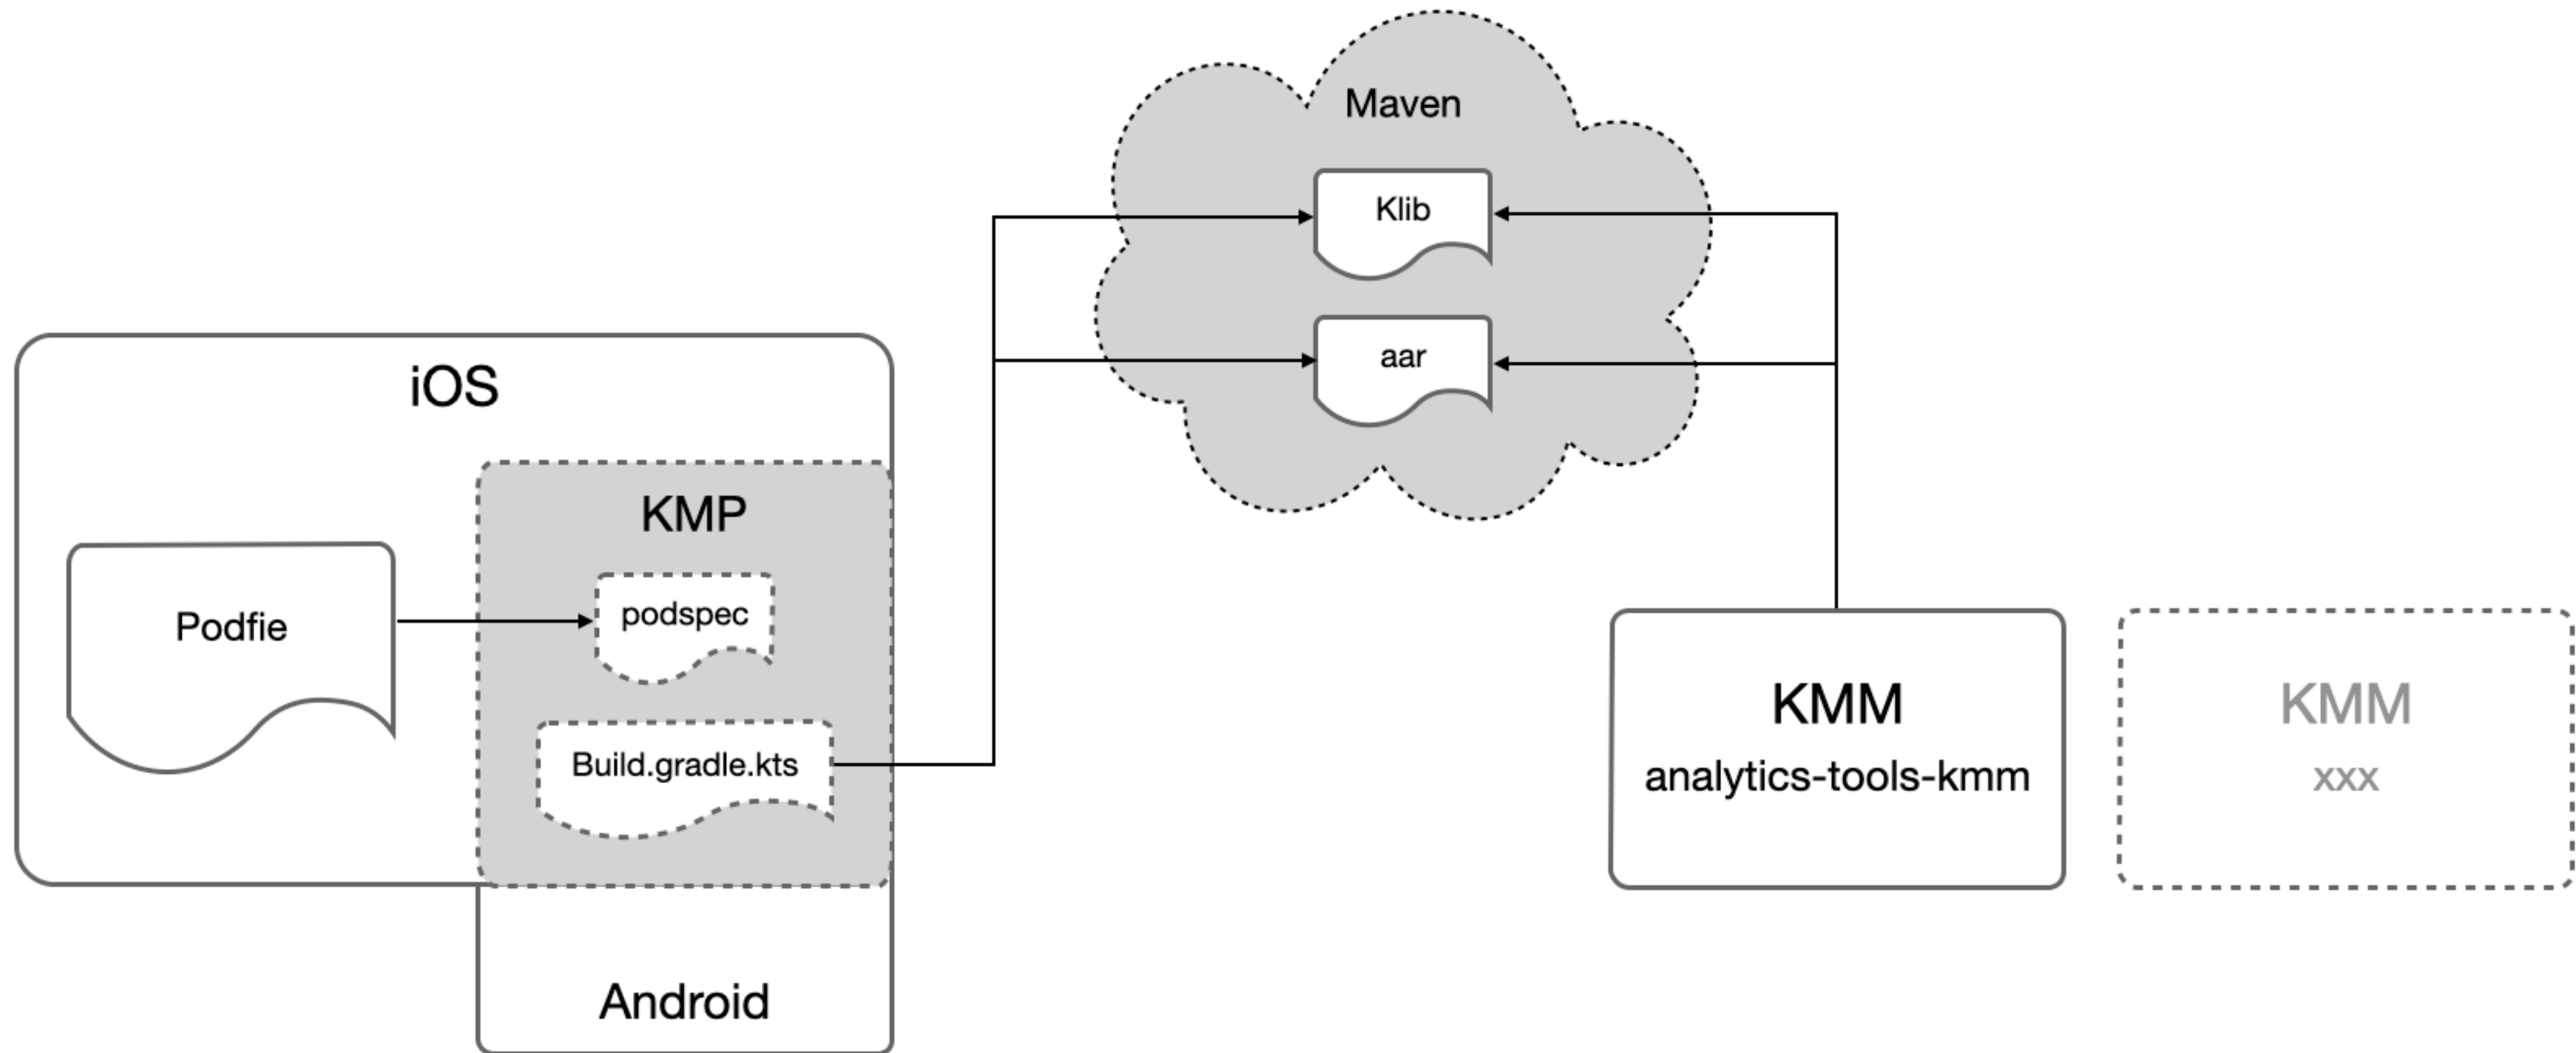 Maven
Klib
aar
iOS
KMP
Podfie
podspec
Build.gradle.kts
Android
KMM
analytics-tools-kmm
KMM
xxx